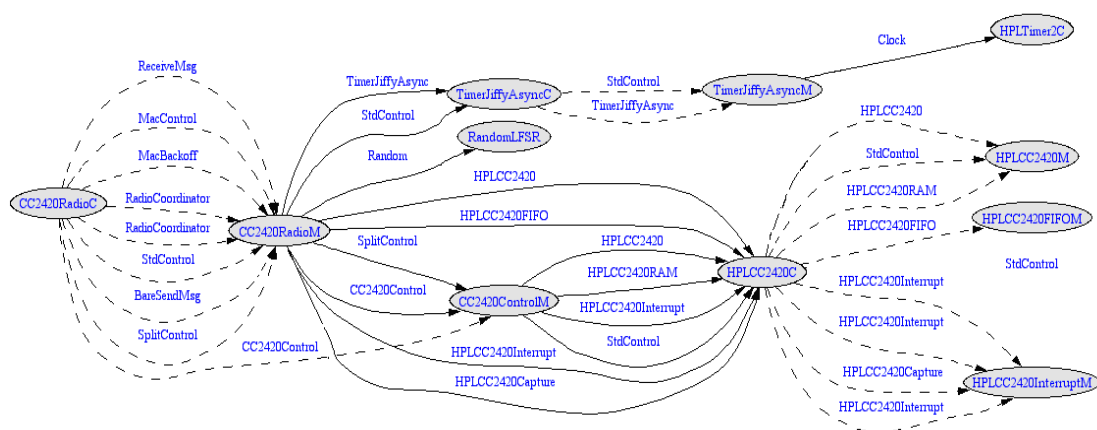 HPLTimer2C
Clock
ReceiveMsg
TimerJiffyAsync
StdControl
TimerJiffyAsyncC
TimerJiffyAsyncM
TimerJiffyAsync
StdControl
MacControl
HPLCC2420
Random
RandomLFSR
StdControl
MacBackoff
HPLCC2420M
HPLCC2420
HPLCC2420RAM
RadioCoordinator
CC2420RadioC
HPLCC2420FIFO
HPLCC2420FIFO
HPLCC2420FIFOM
RadioCoordinator
CC2420RadioM
SplitControl
HPLCC2420
StdControl
StdControl
HPLCC2420RAM
HPLCC2420C
HPLCC2420Interrupt
CC2420Control
BareSendMsg
CC2420ControlM
HPLCC2420Interrupt
HPLCC2420Interrupt
SplitControl
StdControl
CC2420Control
HPLCC2420Interrupt
HPLCC2420Capture
HPLCC2420Capture
HPLCC2420InterruptM
HPLCC2420Interrupt